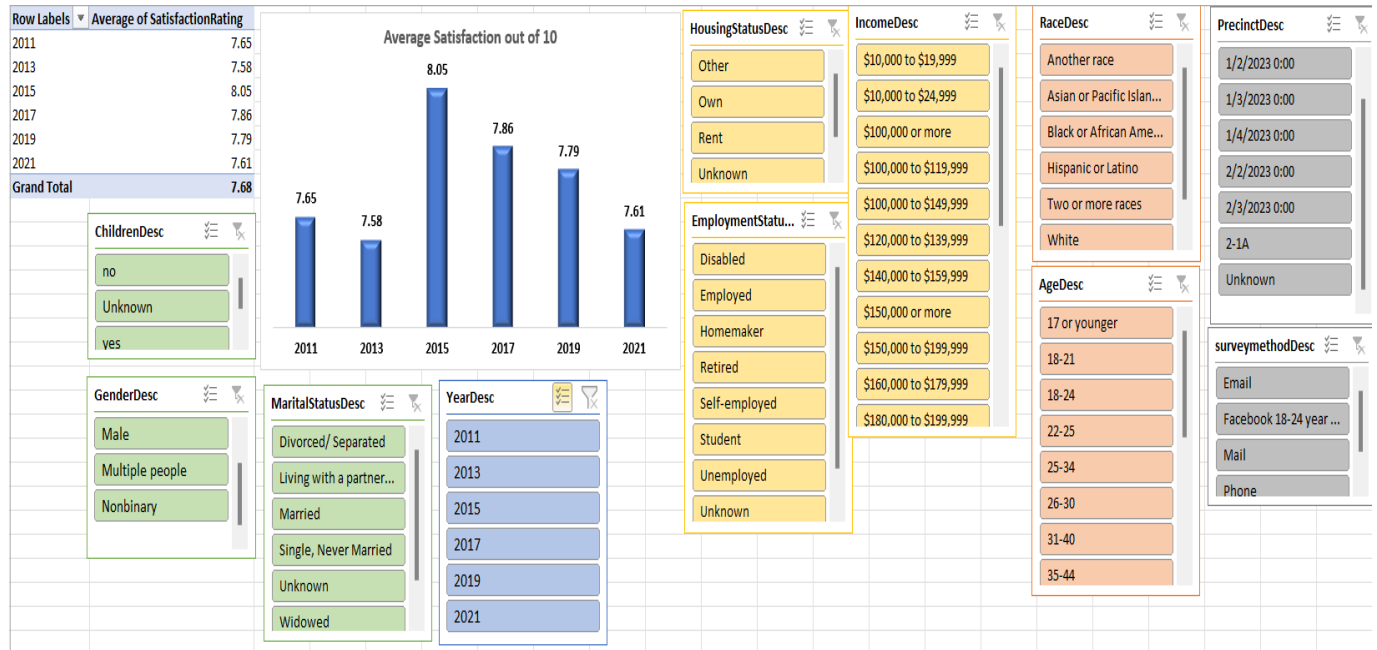 Row Labels Average of SatisfactionRating
2011 7.65
2013 7.58
2015 8.05
2017 7.86
2019 7.79
2021 7.61
Grand Total 7.68
Average Satisfaction out of 10
7.65
7.58
8.05
7.86
7.79
7.61
2011 2013 2015 2017 2019 2021
ChildrenDesc
no
Unknown
yes
GenderDesc
Male
Multiple people
Nonbinary
MaritalStatusDesc
Divorced/ Separated
Living with a partner...
Married
Single, Never Married
Unknown
Widowed
YearDesc
2011
2013
2015
2017
2019
2021
HousingStatusDesc
Other
Own
Rent
Unknown
EmploymentStatu...
Disabled
Employed
Homemaker
Retired
Self-employed
Student
Unemployed
Unknown
IncomeDesc
$10,000 to $19,999
$10,000 to $24,999
$100,000 or more
$100,000 to $119,999
$100,000 to $149,999
$120,000 to $139,999
$140,000 to $159,999
$150,000 or more
$150,000 to $199,999
$160,000 to $179,999
$180,000 to $199,999
RaceDesc
Another race
Asian or Pacific Islan...
Black or African Ame...
Hispanic or Latino
Two or more races
White
AgeDesc
17 or younger
18-21
18-24
22-25
25-34
26-30
31-40
35-44
PrecinctDesc
1/2/2023 0:00
1/3/2023 0:00
1/4/2023 0:00
2/2/2023 0:00
2/3/2023 0:00
2-1A
Unknown
surveymethodDesc
Email
Facebook 18-24 year ...
Mail
Phone